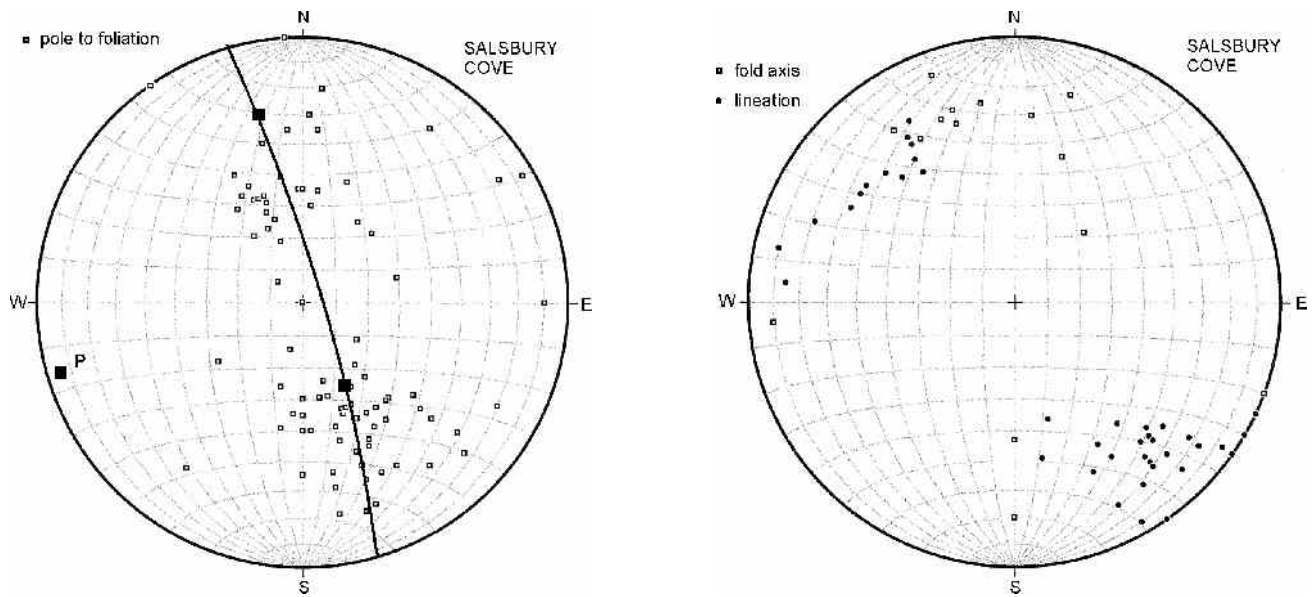 N
pole to foliation
SALSBURY
COVE
W
E
P
S
N
SALSBURY
COVE
fold axis
lineation
W
E
S